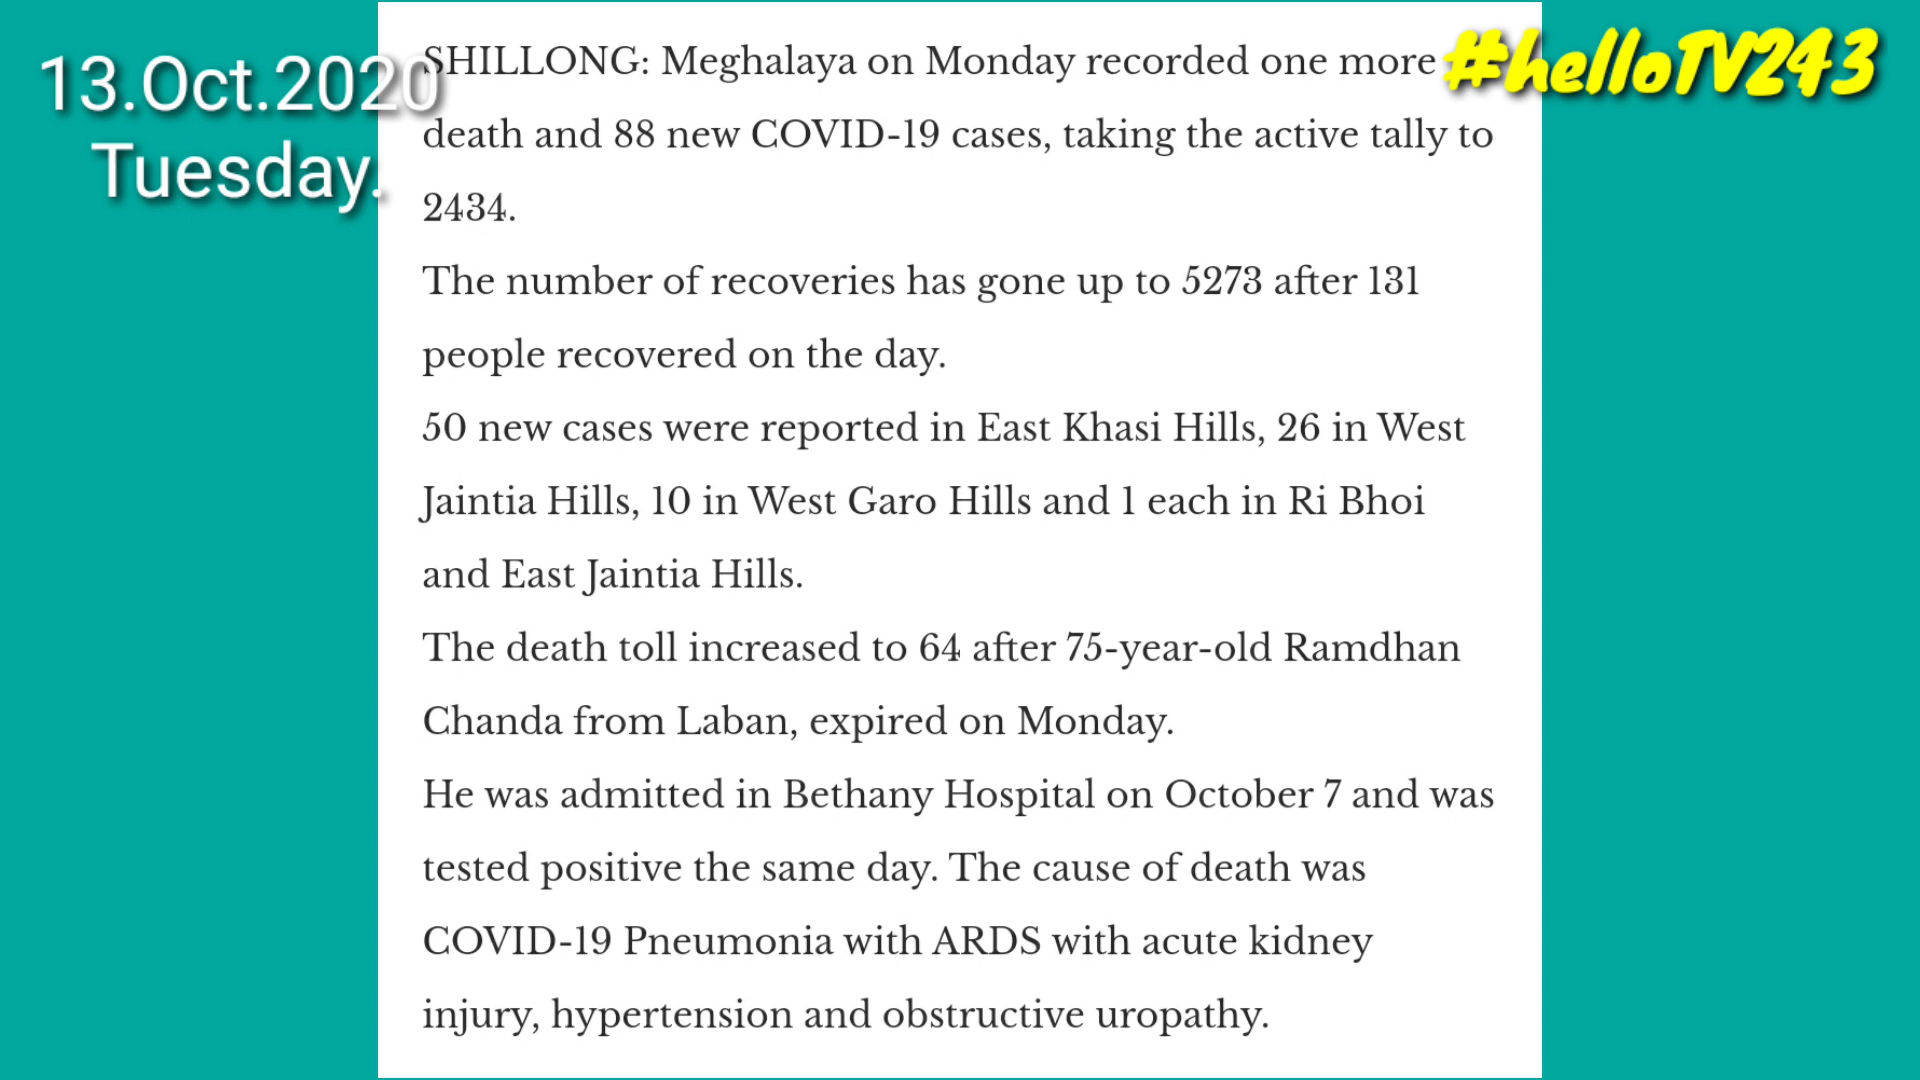 13.Oct.2020
Tuesday.
#helloTV243
SHILLONG: Meghalaya on Monday recorded one more
death and 88 new COVID-19 cases, taking the active tally to
2434.
The number of recoveries has gone up to 5273 after 131
people recovered on the day.
50 new cases were reported in East Khasi Hills, 26 in West
Jaintia Hills, 10 in West Garo Hills and 1 each in Ri Bhoi
and East Jaintia Hills.
The death toll increased to 64 after 75-year-old Ramdhan
Chanda from Laban, expired on Monday.
He was admitted in Bethany Hospital on October 7 and was
tested positive the same day. The cause of death was
COVID-19 Pneumonia with ARDS with acute kidney
injury, hypertension and obstructive uropathy.